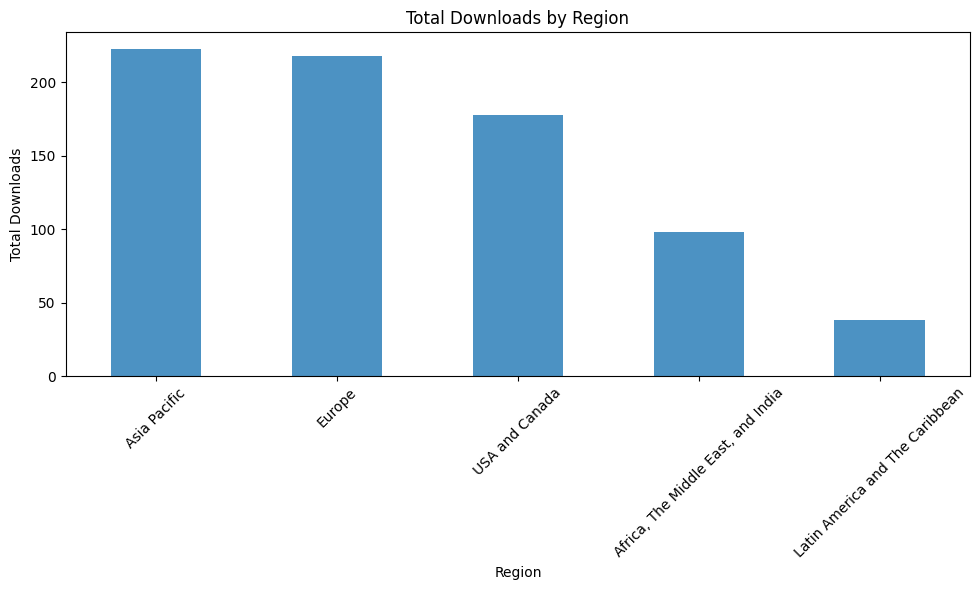 Total Downloads by Region
Total Downloads
200
150
100
50
0
Asia Pacific
Europe
USA and Canada
Africa, The Middle East, and India
Latin America and The Caribbean
Region